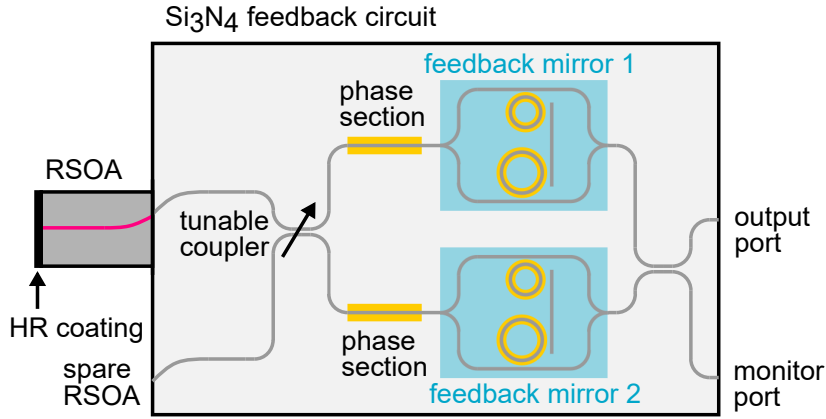 Si3N4 feedback circuit
feedback mirror 1
phase
section
RSOA
tunable
coupler
output
port
HR coating
phase
section
spare
RSOA
feedback mirror 2
monitor
port